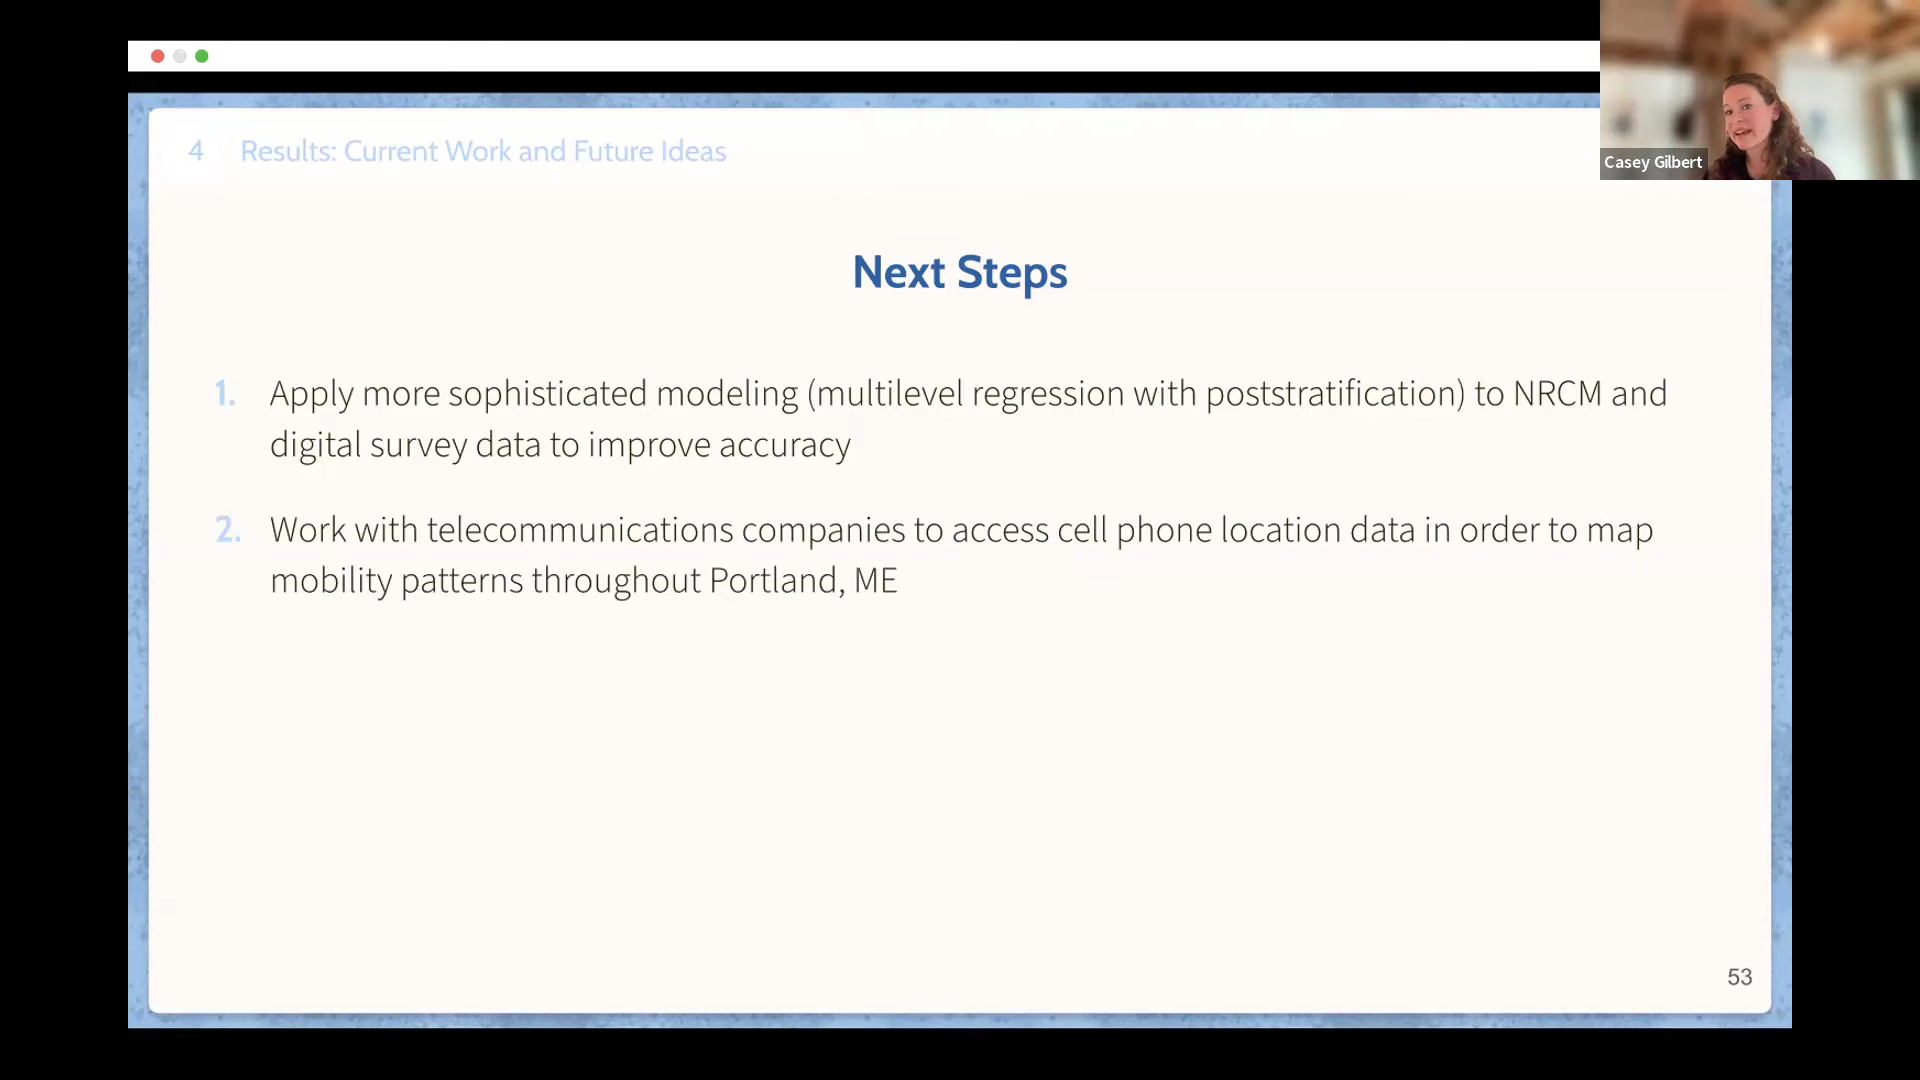 4 Results: Current Work and Future Ideas
Casey Gilbert
Next Steps
1. Apply more sophisticated modeling (multilevel regression with poststratification) to NRCM and
digital survey data to improve accuracy
2. Work with telecommunications companies to access cell phone location data in order to map
mobility patterns throughout Portland, ME
53